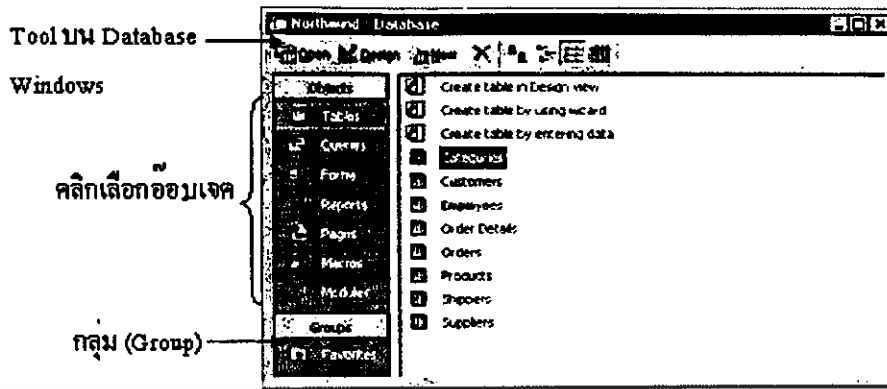 Northwind : Database
Tool บน Database
Windows
Open Design New
Objects
Tables
Queries
Forms
Reports
Pages
Macros
Modules
Groups
Favorites
คลิกเลือกอ๊อบเจค
กลุ่ม (Group)
Create table in Design view
Create table by using wizard
Create table by entering data
Categories
Customers
Employees
Order Details
Orders
Products
Shippers
Suppliers